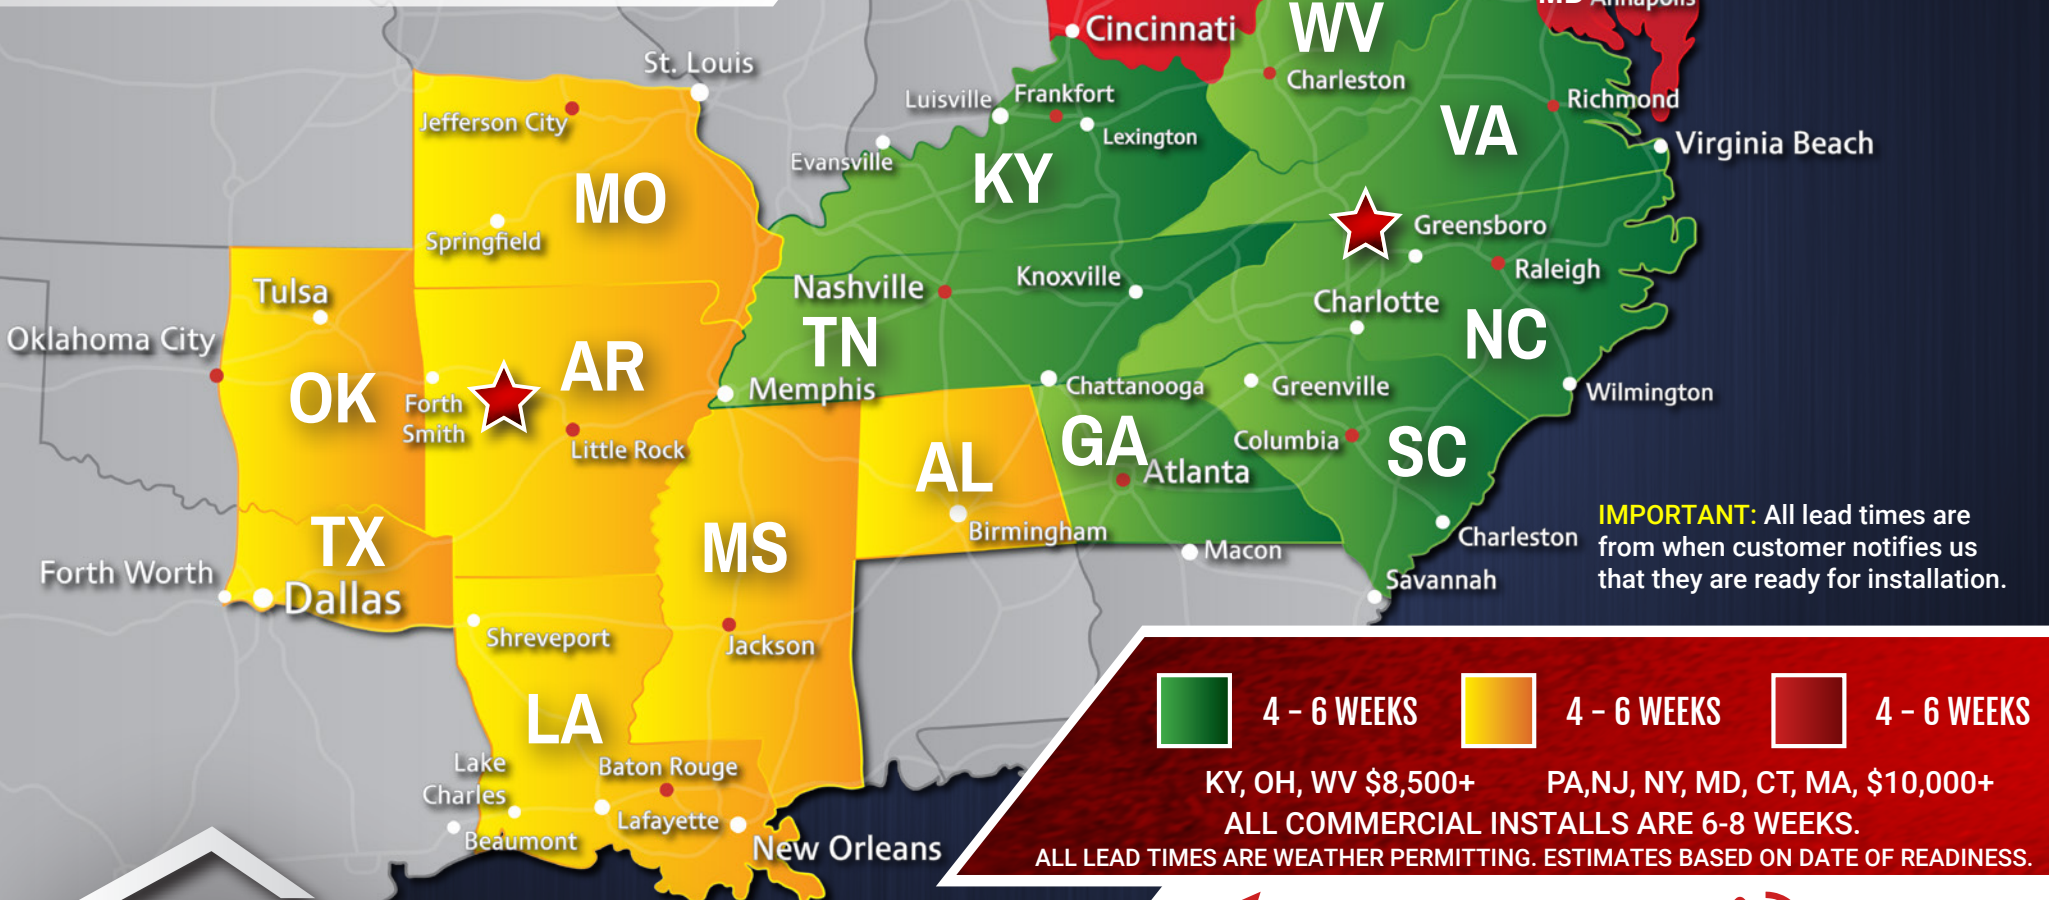 MD Annapolis
Cincinnati
WV
St. Louis
Charleston
Luisville
Frankfort
Richmond
Jefferson City
VA
Lexington
Virginia Beach
Evansville
KY
MO
Springfield
Greensboro
Tulsa
Nashville
Knoxville
Raleigh
Charlotte
Oklahoma City
TN
NC
AR
OK
Memphis
Chattanooga
Greenville
Wilmington
Forth
Smith
GA
Columbia
SC
Little Rock
AL
Atlanta
TX
MS
Birmingham
Macon
Charleston
IMPORTANT: All lead times are
from when customer notifies us
that they are ready for installation.
Forth Worth
Dallas
Savannah
Shreveport
Jackson
LA
Lake
Charles
Baton Rouge
Lafayette
Beaumont
New Orleans
4 – 6 WEEKS
4 – 6 WEEKS
4 – 6 WEEKS
KY, OH, WV $8,500+
PA,NJ, NY, MD, CT, MA, $10,000+
ALL COMMERCIAL INSTALLS ARE 6-8 WEEKS.
ALL LEAD TIMES ARE WEATHER PERMITTING. ESTIMATES BASED ON DATE OF READINESS.